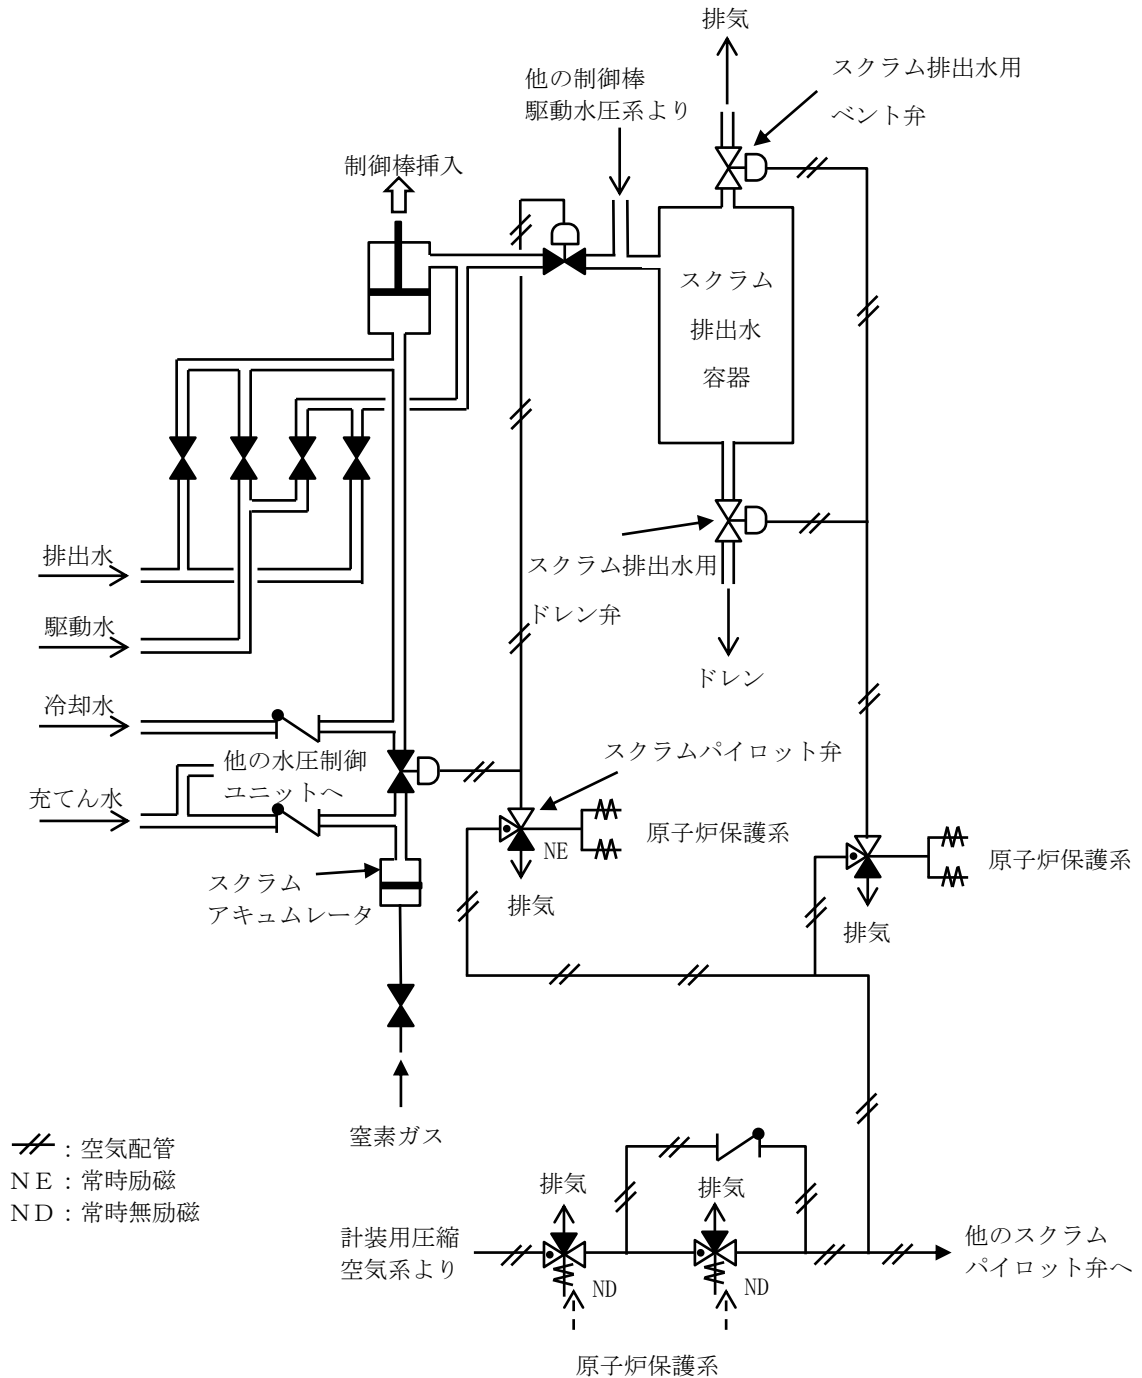 排気
スクラム排出水用
ベント弁
他の制御棒
駆動水圧系より
制御棒挿入
スクラム
排出水
容器
排出水
スクラム排出水用
ドレン弁
駆動水
ドレン
冷却水
他の水圧制御
ユニットへ
スクラムパイロット弁
充てん水
原子炉保護系
NE
原子炉保護系
スクラム
アキュムレータ
排気
排気
窒素ガス
:空気配管
NE:常時励磁
ND:常時無励磁
排気
排気
計装用圧縮
空気系より
ND
ND
他のスクラム
パイロット弁へ
原子炉保護系